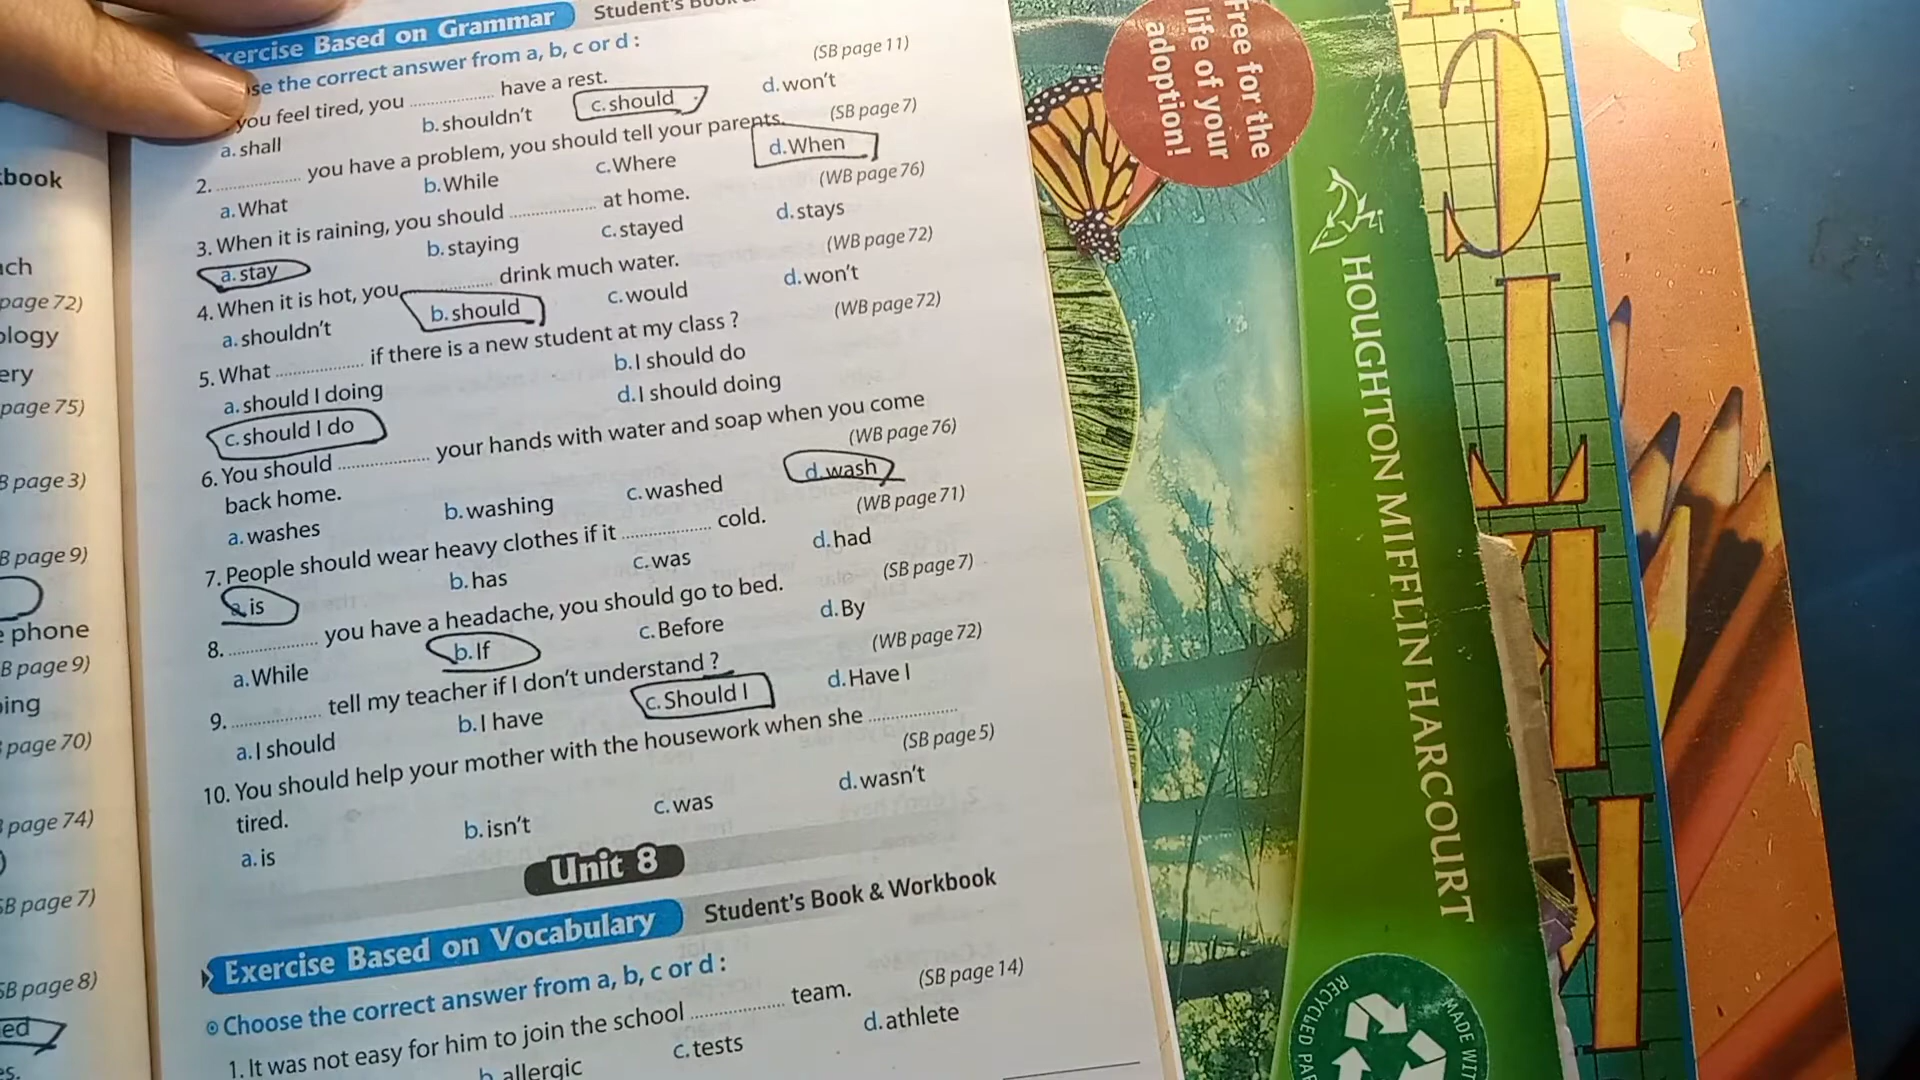 book
ach
page 72)
ology
ery
page 75)
B page 3)
B page 9)
phone
B page 9)
ing
page 70)
page 74)
SB page 7)
SB page 8)
ed
es.
Exercise Based on Grammar Student's Book
se the correct answer from a, b, c or d :
you feel tired, you .............. have a rest. (SB page 11)
a. shall b. shouldn't c. should d. won't
2. .............. you have a problem, you should tell your parents. (SB page 7)
a. What b. While c. Where d. When
3. When it is raining, you should .............. at home. (WB page 76)
a. stay b. staying c. stayed d. stays
4. When it is hot, you .............. drink much water. (WB page 72)
a. shouldn't b. should c. would d. won't
5. What .............. if there is a new student at my class ? (WB page 72)
a. should I doing b. I should do
c. should I do d. I should doing
6. You should .............. your hands with water and soap when you come
back home. (WB page 76)
a. washes b. washing c. washed d. wash
7. People should wear heavy clothes if it .............. cold. (WB page 71)
a. is b. has c. was d. had
8. .............. you have a headache, you should go to bed. (SB page 7)
a. While b. If c. Before d. By
9. .............. tell my teacher if I don't understand ? (WB page 72)
a. I should b. I have c. Should I d. Have I
10. You should help your mother with the housework when she ..............
tired. (SB page 5)
a. is b. isn't c. was d. wasn't
Unit 8
Exercise Based on Vocabulary Student's Book & Workbook
Choose the correct answer from a, b, c or d :
1. It was not easy for him to join the school .............. team. (SB page 14)
b. allergic c. tests d. athlete
Free for the
life of your
adoption!
HOUGHTON MIFFLIN HARCOURT
RECYCLED PAP
MADE WIT